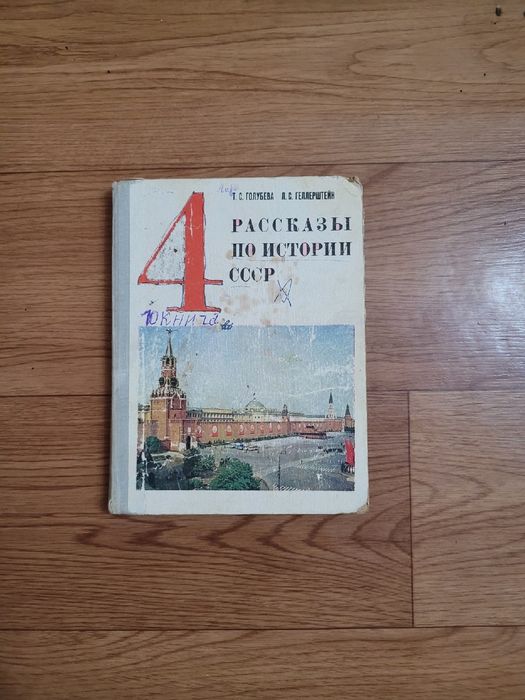 Т. С. ГОЛУБЕВА Л. С. ГЕЛЛЕРШТЕЙН
4
РАССКАЗЫ
ПО ИСТОРИИ
СССР